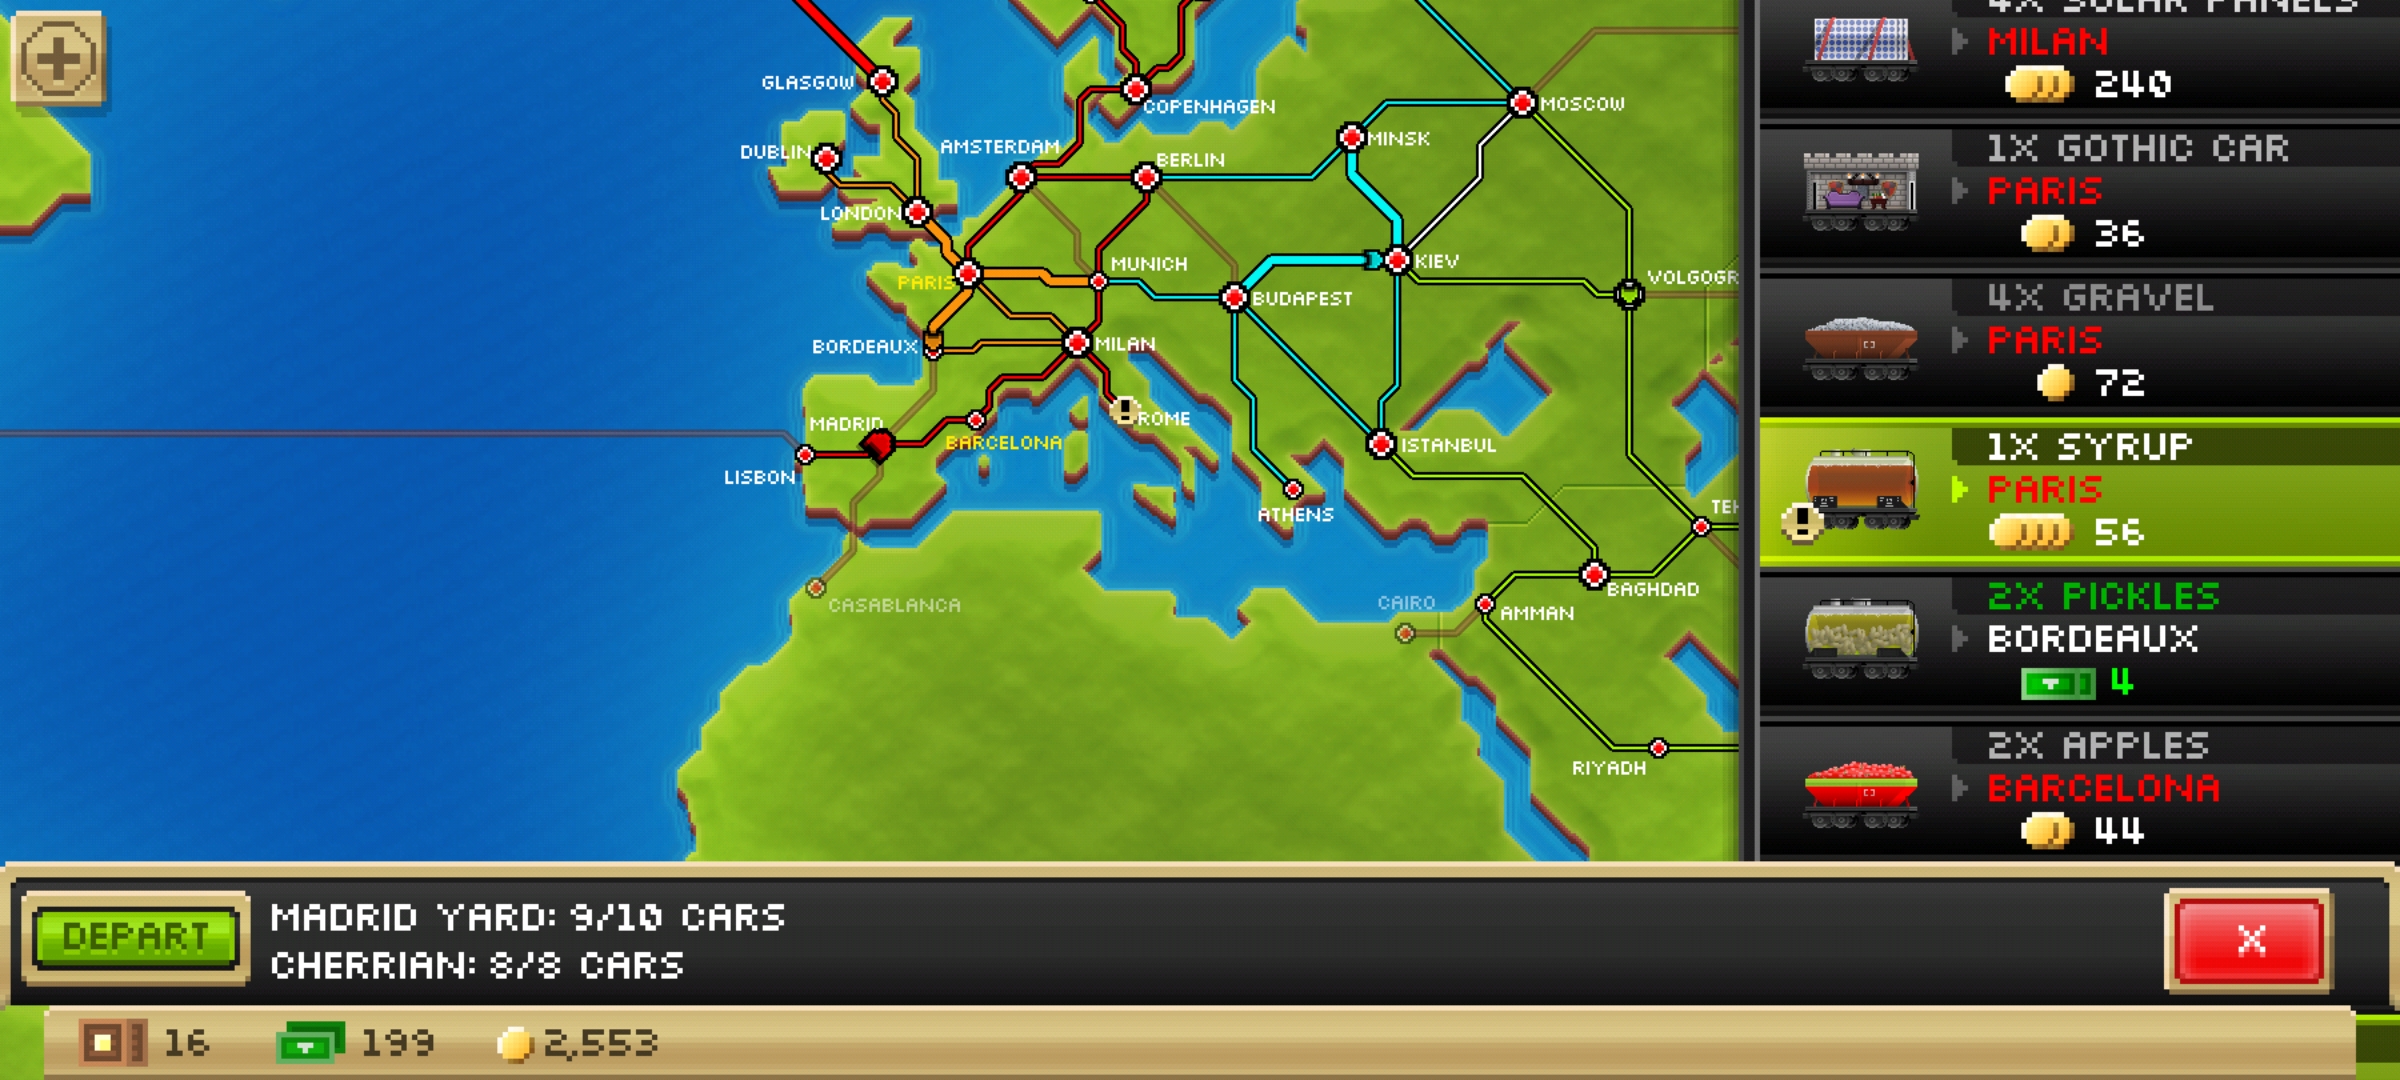 4X SOLAR PANELS
MILAN
240
GLASGOW
COPENHAGEN
MOSCOW
DUBLIN
AMSTERDAM
BERLIN
MINSK
1X GOTHIC CAR
PARIS
36
LONDON
PARIS
MUNICH
BUDAPEST
KIEV
VOLGOGR
4X GRAVEL
PARIS
72
BORDEAUX
MILAN
MADRID
BARCELONA
ROME
ISTANBUL
LISBON
ATHENS
TEH
1X SYRUP
PARIS
56
CASABLANCA
CAIRO
AMMAN
BAGHDAD
RIYADH
2X PICKLES
BORDEAUX
4
2X APPLES
BARCELONA
44
DEPART
MADRID YARD: 9/10 CARS
CHERRIAN: 8/8 CARS
X
16
199
2,553